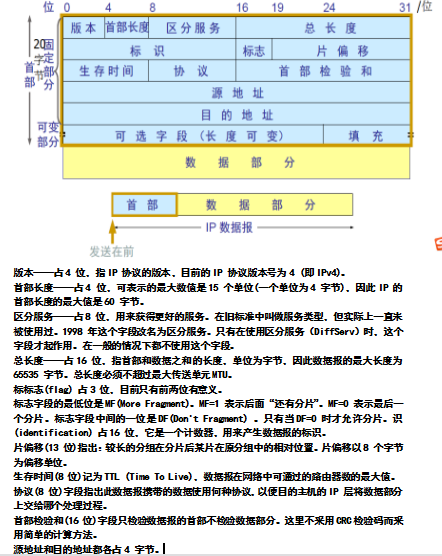 位 0 4 8 16 19 24 31 /位
版本 首部长度 区分服务 总长度
标识 标志 片偏移
生存时间 协议 首部检验和
源地址
目的地址
可选字段（长度可变） 填充
数据部分
首部
20字节
固定部分
可变部分
首部 数据部分
IP 数据报
发送在前
版本——占 4 位，指 IP 协议的版本，目前的 IP 协议版本号为 4 (即 IPv4)。
首部长度——占 4 位，可表示的最大数值是 15 个单位(一个单位为 4 字节)，因此 IP 的
首部长度的最大值是 60 字节。
区分服务——占 8 位，用来获得更好的服务。在旧标准中叫做服务类型，但实际上一直未
被使用过。1998 年这个字段改名为区分服务。只有在使用区分服务（DiffServ）时，这个
字段才起作用。在一般的情况下都不使用这个字段。
总长度——占 16 位，指首部和数据之和的长度，单位为字节，因此数据报的最大长度为
65535 字节。总长度必须不超过最大传送单元 MTU。
标标志(flag) 占 3 位，目前只有前两位有意义。
标志字段的最低位是 MF(More Fragment)。MF=1 表示后面“还有分片”。MF=0 表示最后一
个分片。标志字段中间的一位是 DF(Don't Fragment) 。只有当 DF=0 时才允许分片。识
(identification) 占 16 位，它是一个计数器，用来产生数据报的标识。
片偏移(13 位)指出：较长的分组在分片后某片在原分组中的相对位置。片偏移以 8 个字节
为偏移单位。
生存时间(8 位)记为 TTL (Time To Live)，数据报在网络中可通过的路由器数的最大值。
协议(8 位)字段指出此数据报携带的数据使用何种协议，以便目的主机的 IP 层将数据部分
上交给哪个处理过程。
首部检验和(16 位)字段只检验数据报的首部不检验数据部分。这里不采用 CRC 检验码而采
用简单的计算方法。
源地址和目的地址都各占 4 字节。